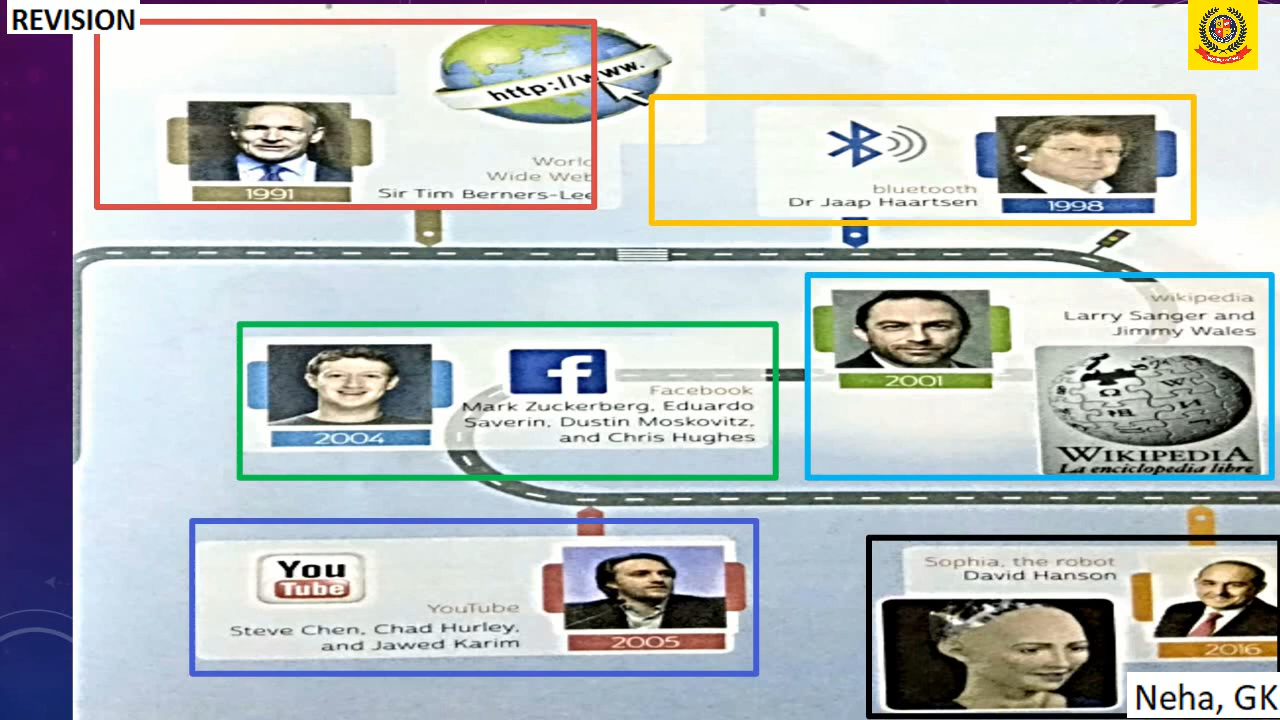 REVISION
http://www.
World
Wide Web
Sir Tim Berners-Lee
1991
bluetooth
Dr Jaap Haartsen
1998
wikipedia
Larry Sanger and
Jimmy Wales
2001
WIKIPEDIA
La enciclopedia libre
Facebook
Mark Zuckerberg, Eduardo
Saverin, Dustin Moskovitz,
and Chris Hughes
2004
You
Tube
YouTube
Steve Chen, Chad Hurley,
and Jawed Karim
2005
Sophia, the robot
David Hanson
2016
Neha, GK